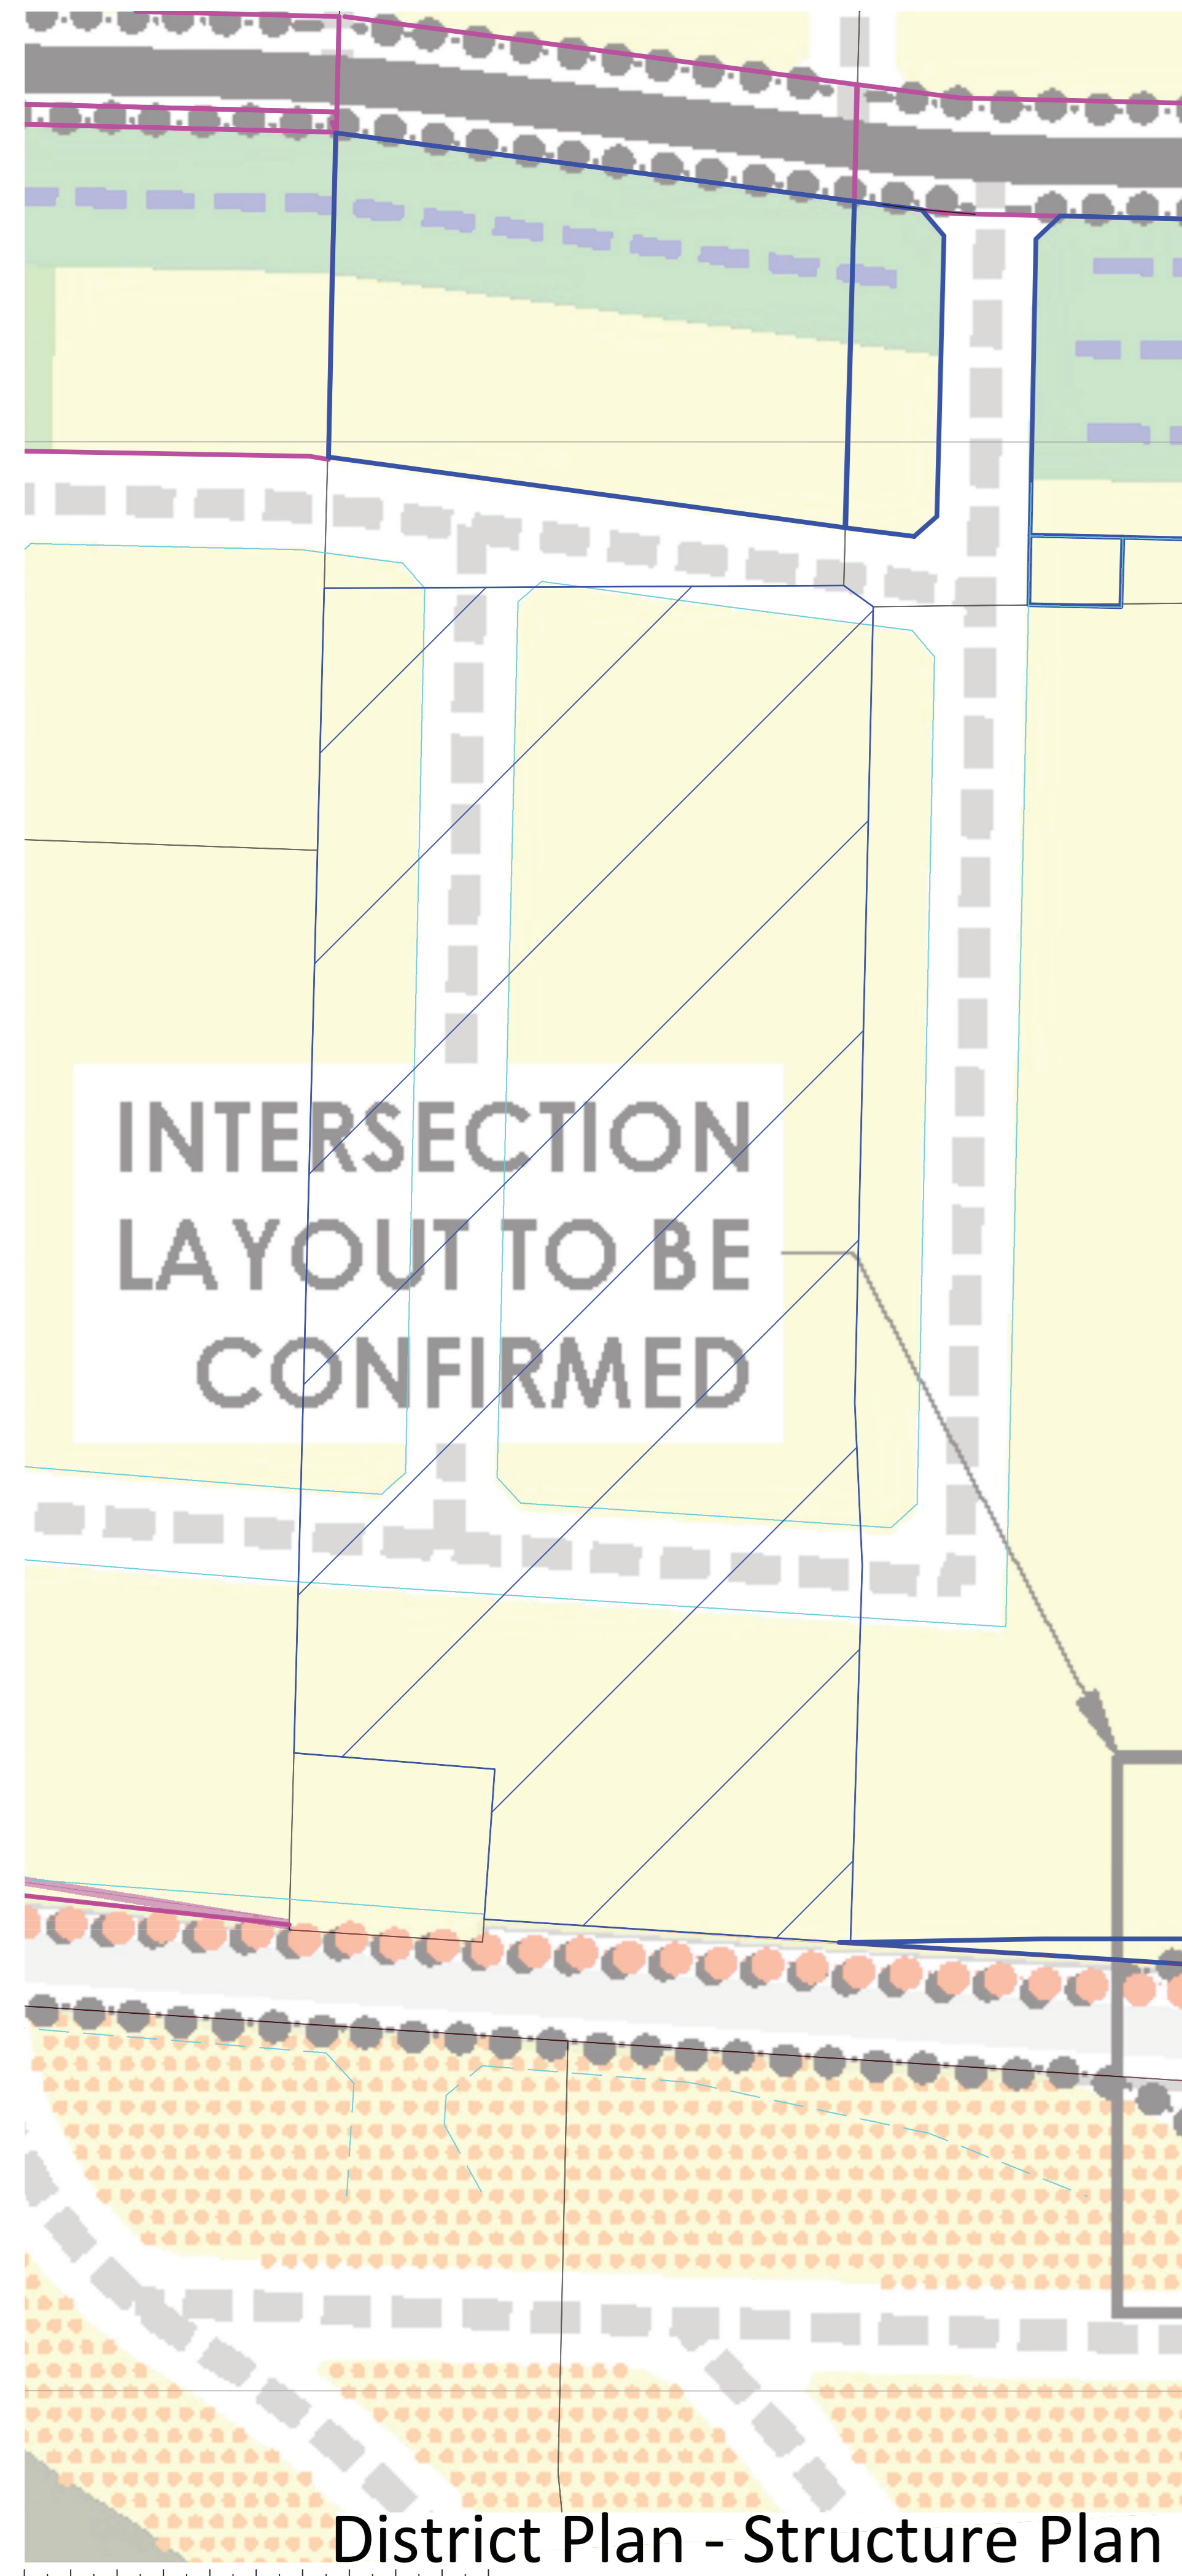 INTERSECTION
LAYOUT TO BE
CONFIRMED
District Plan - Structure Plan